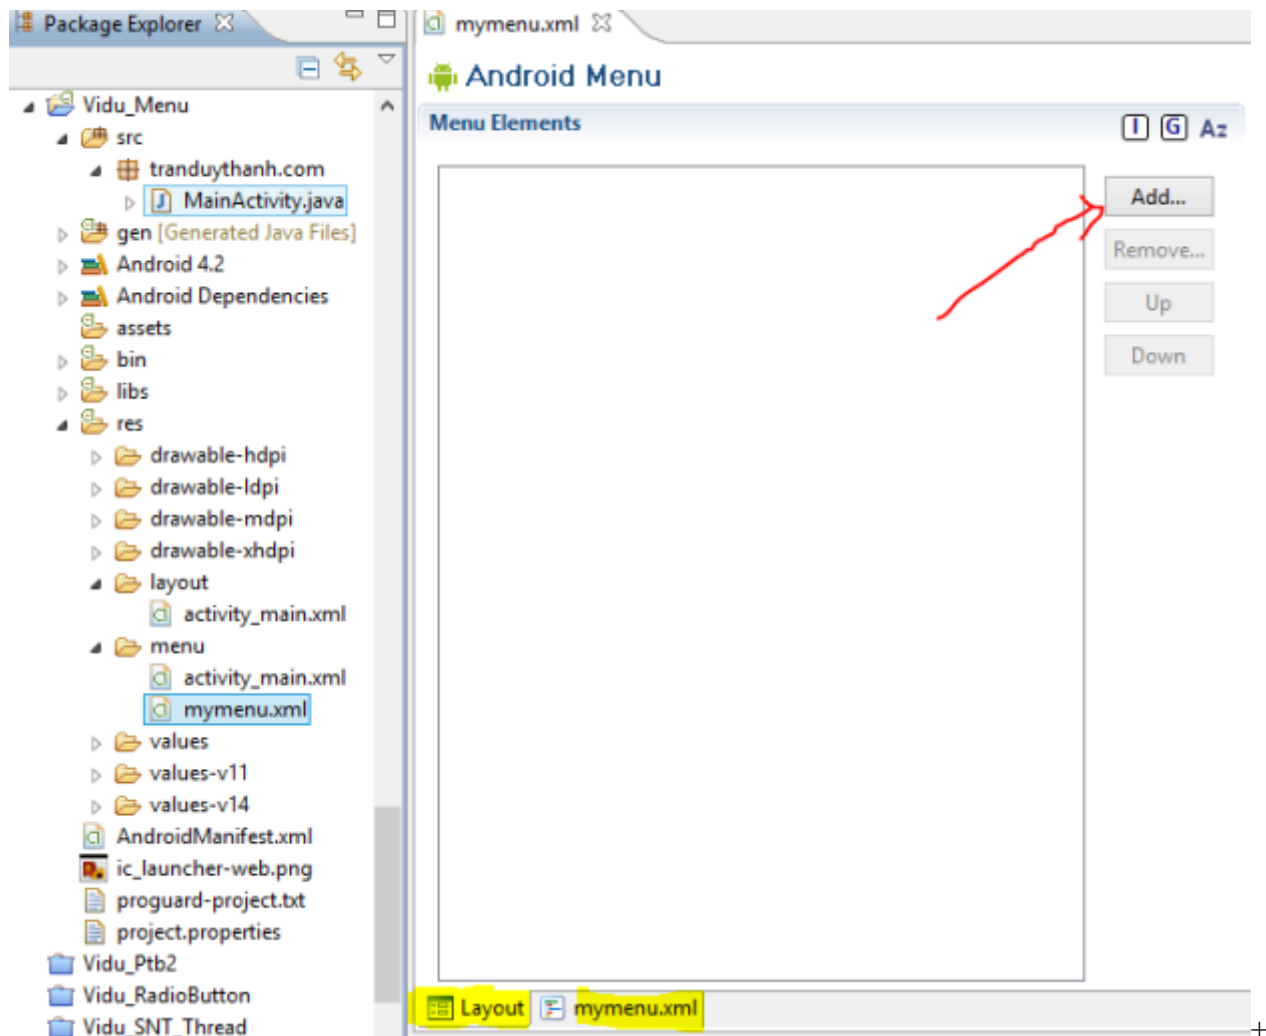 Package Explorer
Vidu_Menu
src
tranduythanh.com
MainActivity.java
gen [Generated Java Files]
Android 4.2
Android Dependencies
assets
bin
libs
res
drawable-hdpi
drawable-ldpi
drawable-mdpi
drawable-xhdpi
layout
activity_main.xml
menu
activity_main.xml
mymenu.xml
values
values-v11
values-v14
AndroidManifest.xml
ic_launcher-web.png
proguard-project.txt
project.properties
Vidu_Ptb2
Vidu_RadioButton
Vidu_SNT_Thread
mymenu.xml
Android Menu
Menu Elements
I G Az
Add...
Remove...
Up
Down
Layout mymenu.xml